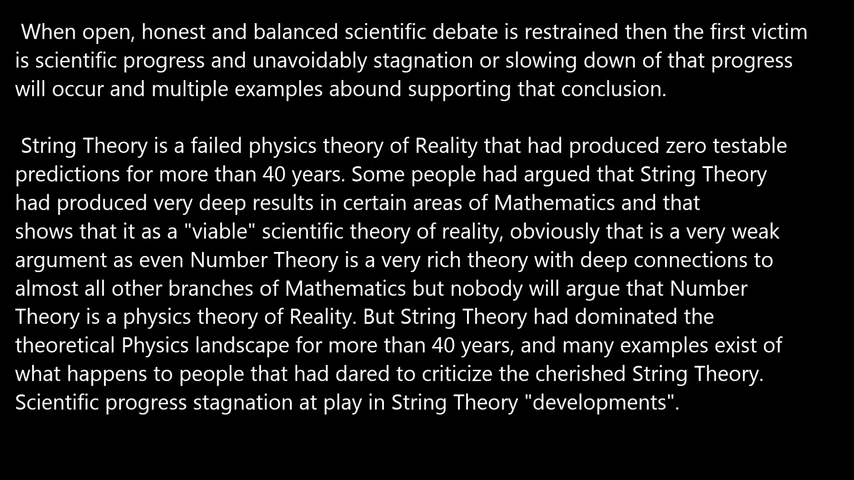 When open, honest and balanced scientific debate is restrained then the first victim
is scientific progress and unavoidably stagnation or slowing down of that progress
will occur and multiple examples abound supporting that conclusion.
String Theory is a failed physics theory of Reality that had produced zero testable
predictions for more than 40 years. Some people had argued that String Theory
had produced very deep results in certain areas of Mathematics and that
shows that it as a "viable" scientific theory of reality, obviously that is a very weak
argument as even Number Theory is a very rich theory with deep connections to
almost all other branches of Mathematics but nobody will argue that Number
Theory is a physics theory of Reality. But String Theory had dominated the
theoretical Physics landscape for more than 40 years, and many examples exist of
what happens to people that had dared to criticize the cherished String Theory.
Scientific progress stagnation at play in String Theory "developments".